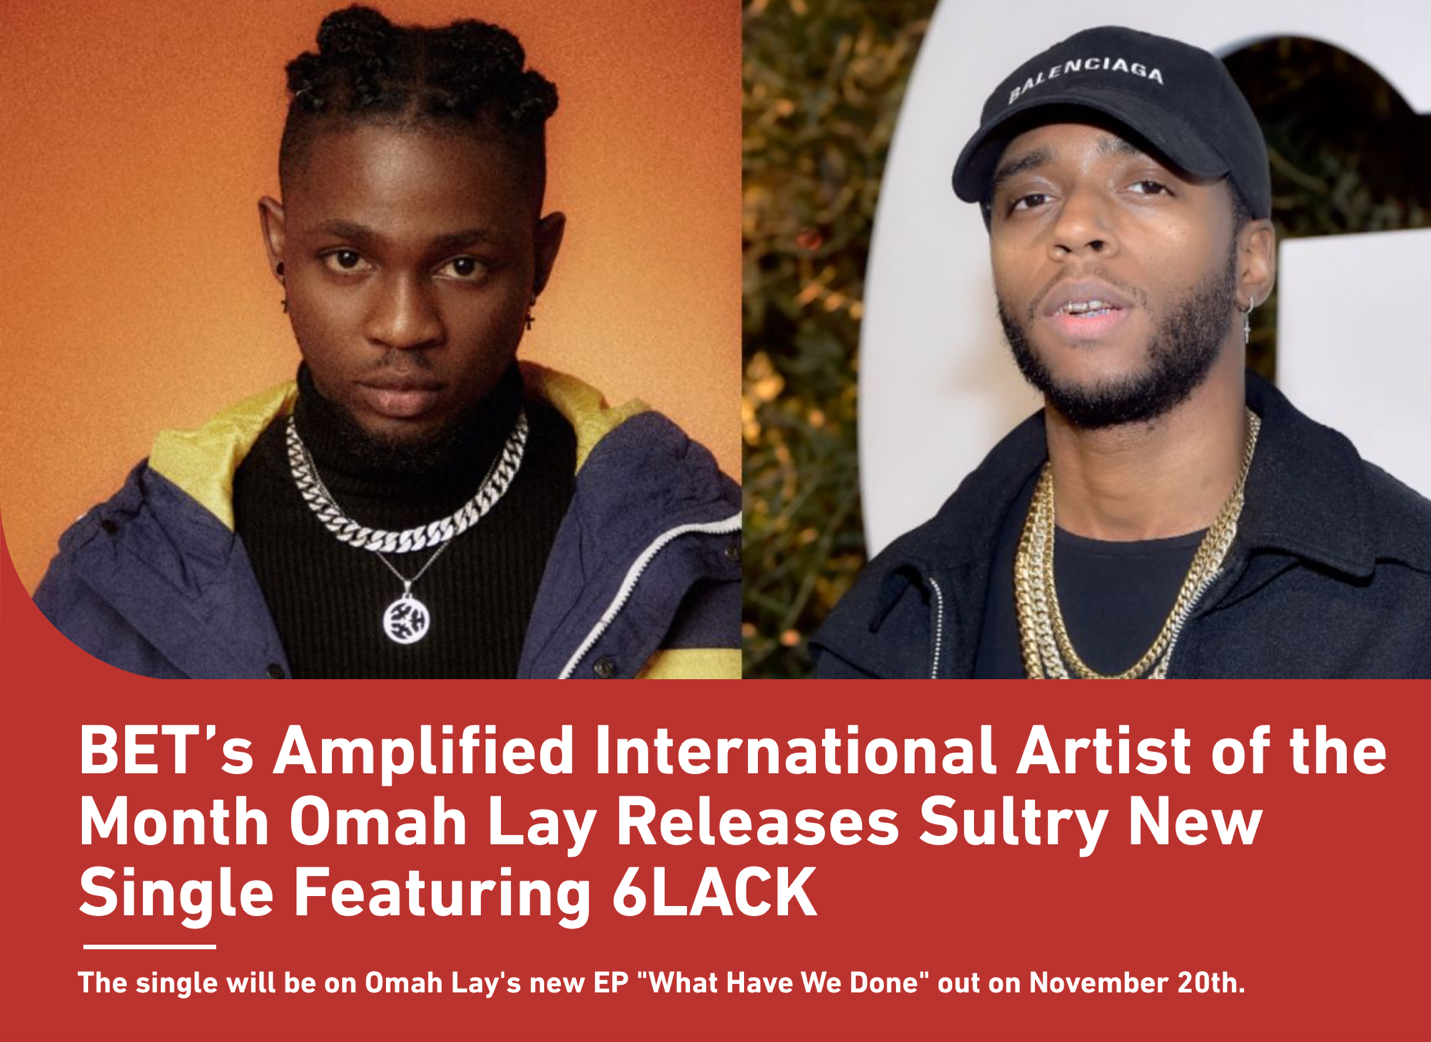 BALENCIAGA
BET’s Amplified International Artist of the
Month Omah Lay Releases Sultry New
Single Featuring 6LACK
The single will be on Omah Lay's new EP "What Have We Done" out on November 20th.